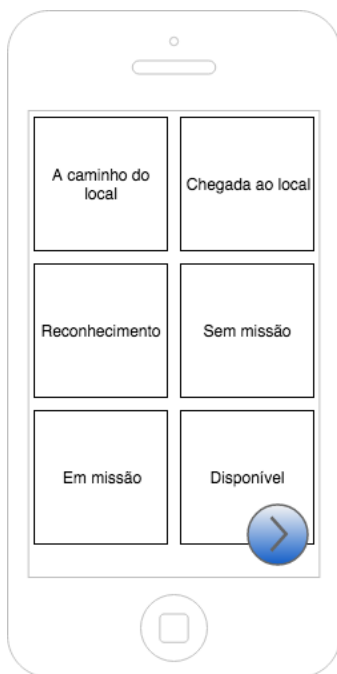 A caminho do
local
Chegada ao local
Reconhecimento
Sem missão
Em missão
Disponível